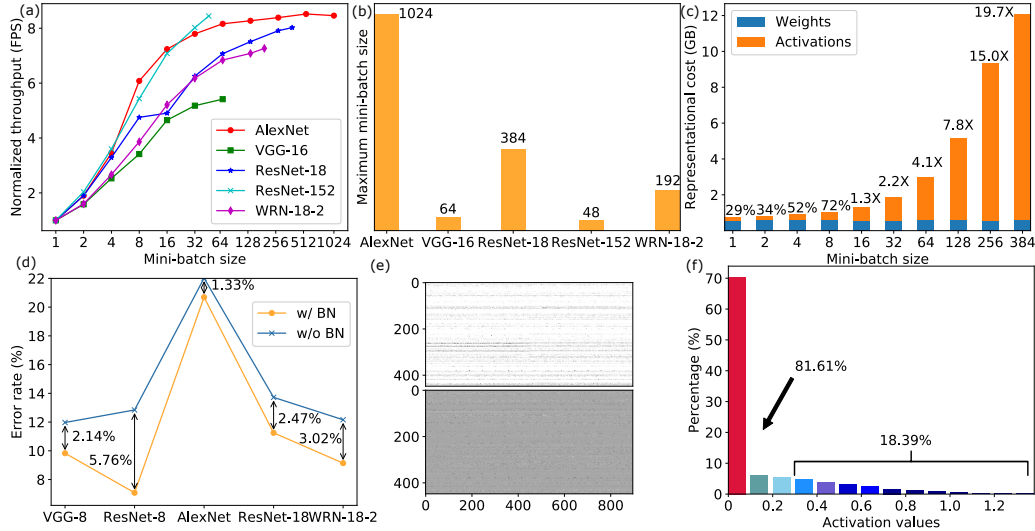 (a)
Normalized throughput (FPS)
8
6
4
2
AlexNet
VGG-16
ResNet-18
ResNet-152
WRN-18-2
1 2 4 8 16 32 64 128 256 512 1024
Mini-batch size
(b)
Maximum mini-batch size
1024
64
384
48
192
AlexNet VGG-16 ResNet-18 ResNet-152 WRN-18-2
(c)
Representational cost (GB)
12
10
8
6
4
2
0
Weights
Activations
29% 34% 52% 72% 1.3X 2.2X 4.1X 7.8X 15.0X 19.7X
1 2 4 8 16 32 64 128 256 384
Mini-batch size
(d)
Error rate (%)
22
20
18
16
14
12
10
8
w/ BN
w/o BN
2.14%
5.76%
1.33%
2.47%
3.02%
VGG-8 ResNet-8 AlexNet ResNet-18 WRN-18-2
(e)
0
200
400
0
200
400
0 200 400 600 800
(f)
Percentage (%)
70
60
50
40
30
20
10
0
81.61%
18.39%
0.0 0.2 0.4 0.6 0.8 1.0 1.2
Activation values